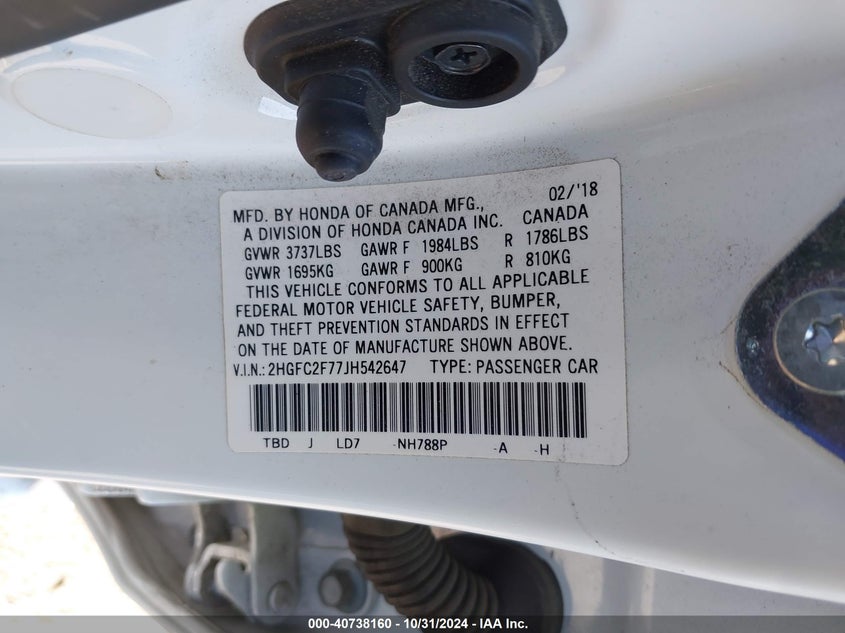 02/'18
MFD. BY HONDA OF CANADA MFG.,
A DIVISION OF HONDA CANADA INC. CANADA
GVWR 3737LBS GAWR F 1984LBS R 1786LBS
GVWR 1695KG GAWR F 900KG R 810KG
THIS VEHICLE CONFORMS TO ALL APPLICABLE
FEDERAL MOTOR VEHICLE SAFETY, BUMPER,
AND THEFT PREVENTION STANDARDS IN EFFECT
ON THE DATE OF MANUFACTURE SHOWN ABOVE.
V.I.N.: 2HGFC2F77JH542647 TYPE: PASSENGER CAR
TBD J LD7 -NH788P -A -H
000-40738160 - 10/31/2024 - IAA Inc.